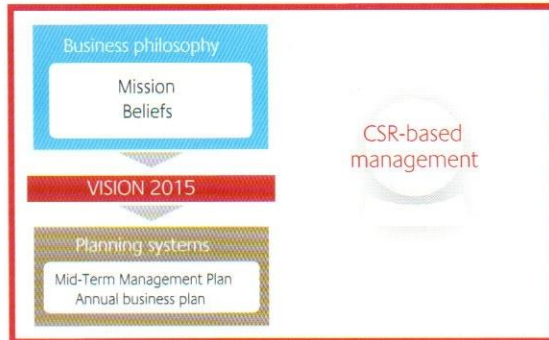 Business philosophy
Mission
Beliefs
VISION 2015
Planning systems
Mid-Term Management Plan
Annual business plan
CSR-based
management